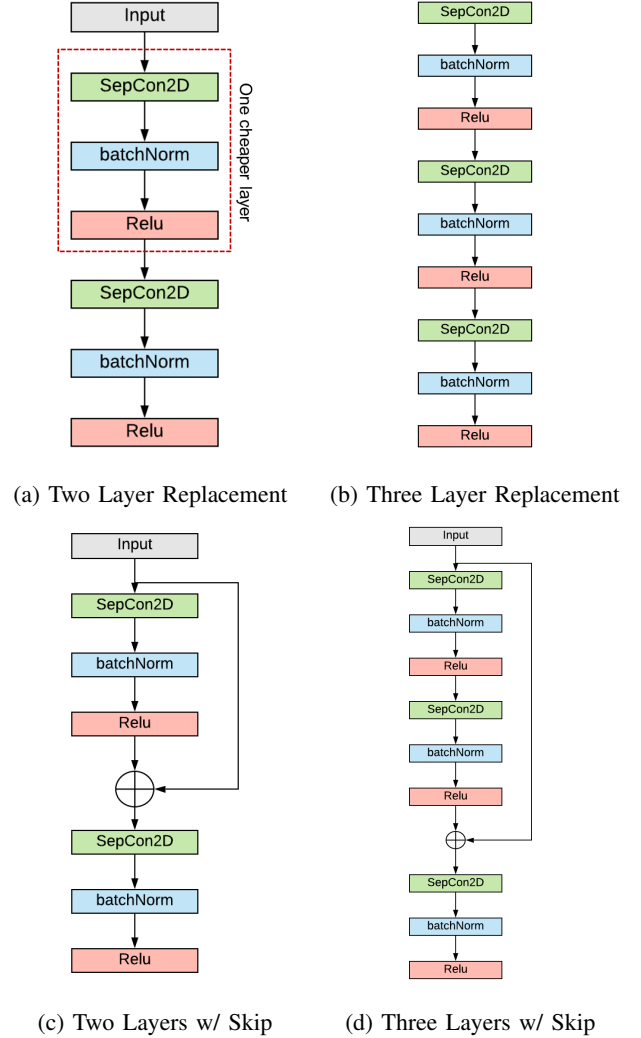 Input
SepCon2D
batchNorm
Relu
One cheaper layer
SepCon2D
batchNorm
Relu
(a) Two Layer Replacement
SepCon2D
batchNorm
Relu
SepCon2D
batchNorm
Relu
SepCon2D
batchNorm
Relu
(b) Three Layer Replacement
Input
SepCon2D
batchNorm
Relu
SepCon2D
batchNorm
Relu
(c) Two Layers w/ Skip
Input
SepCon2D
batchNorm
Relu
SepCon2D
batchNorm
Relu
SepCon2D
batchNorm
Relu
(d) Three Layers w/ Skip